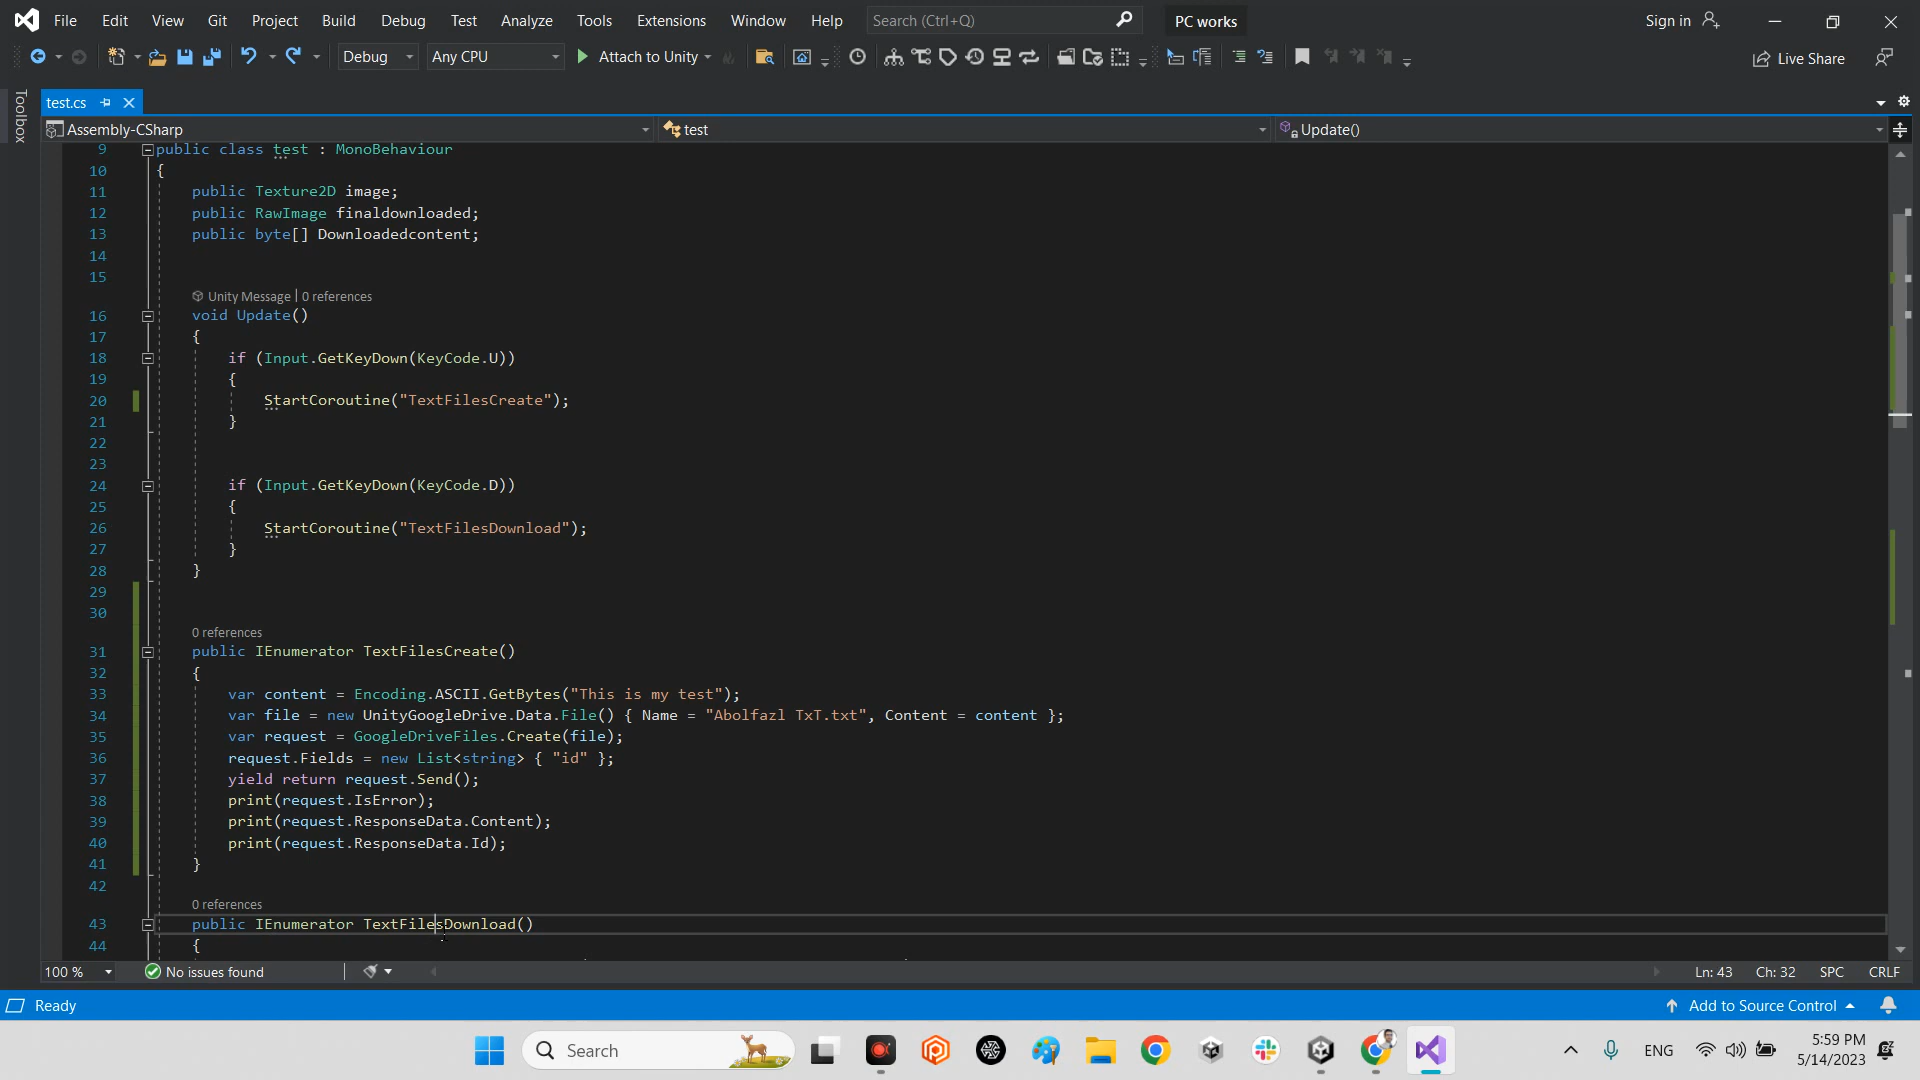 File Edit View Git Project Build Debug Test Analyze Tools Extensions Window Help Search (Ctrl+Q) PC works Sign in
Debug Any CPU Attach to Unity Live Share
Toolbox
test.cs
Assembly-CSharp test Update()
9 public class test : MonoBehaviour
10 {
11 public Texture2D image;
12 public RawImage finaldownloaded;
13 public byte[] Downloadedcontent;
14
15
Unity Message | 0 references
16 void Update()
17 {
18 if (Input.GetKeyDown(KeyCode.U))
19 {
20 StartCoroutine("TextFilesCreate");
21 }
22
23
24 if (Input.GetKeyDown(KeyCode.D))
25 {
26 StartCoroutine("TextFilesDownload");
27 }
28 }
29
30
0 references
31 public IEnumerator TextFilesCreate()
32 {
33 var content = Encoding.ASCII.GetBytes("This is my test");
34 var file = new UnityGoogleDrive.Data.File() { Name = "Abolfazl TxT.txt", Content = content };
35 var request = GoogleDriveFiles.Create(file);
36 request.Fields = new List<string> { "id" };
37 yield return request.Send();
38 print(request.IsError);
39 print(request.ResponseData.Content);
40 print(request.ResponseData.Id);
41 }
42
0 references
43 public IEnumerator TextFilesDownload()
44 {
100 % No issues found Ln: 43 Ch: 32 SPC CRLF
Ready Add to Source Control
Search ENG 5:59 PM
5/14/2023